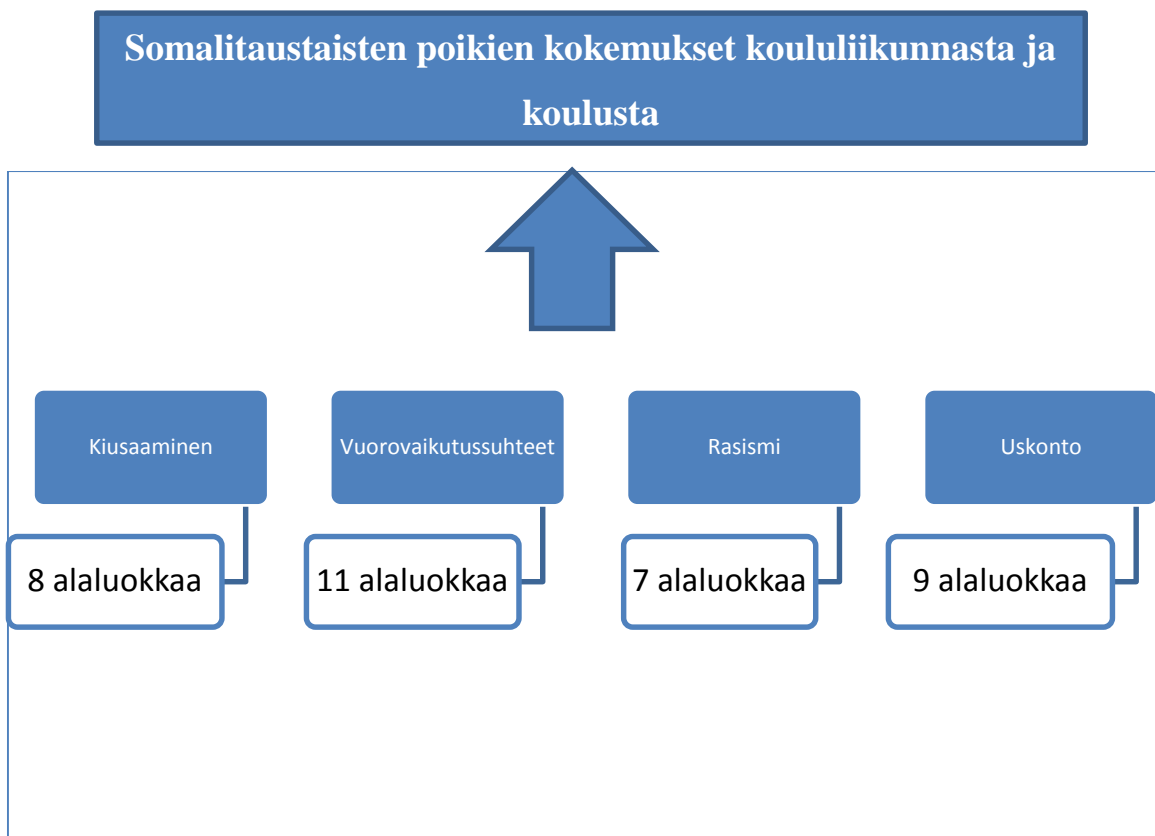 Somalitaustaisten poikien kokemukset koululiikunnasta ja
koulusta
Kiusaaminen
Vuorovaikutussuhteet
Rasismi
Uskonto
8 alaluokkaa
11 alaluokkaa
7 alaluokkaa
9 alaluokkaa